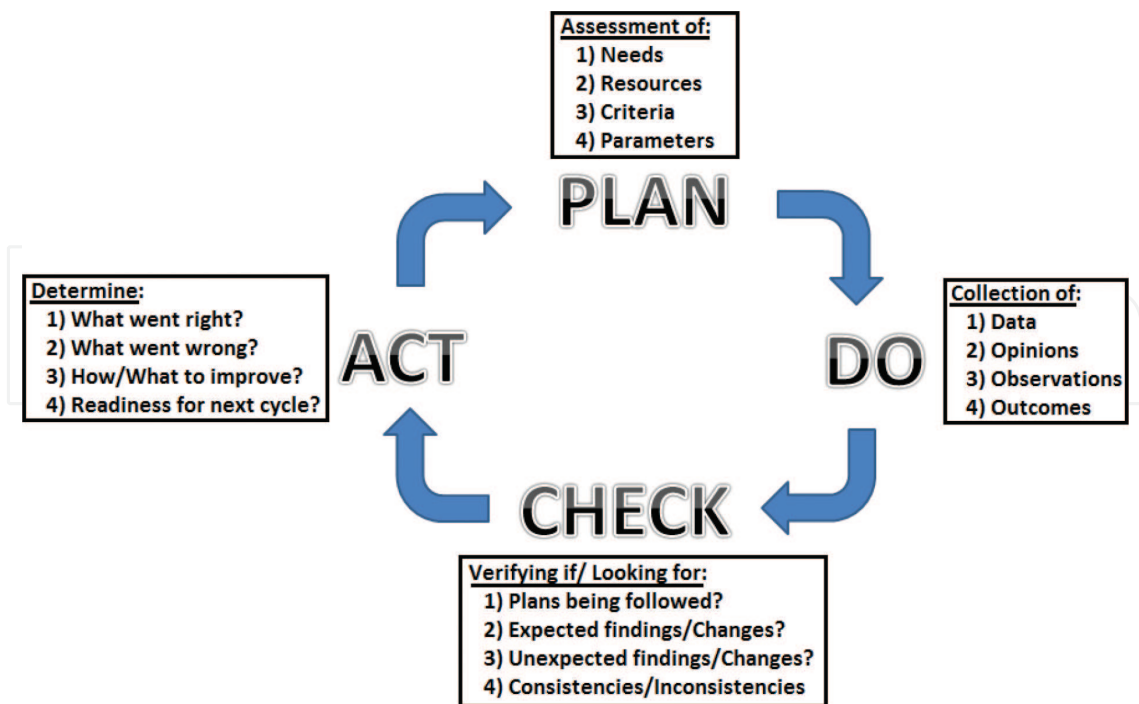 Assessment of:
1) Needs
2) Resources
3) Criteria
4) Parameters
PLAN
Collection of:
1) Data
2) Opinions
3) Observations
4) Outcomes
DO
CHECK
Verifying if/ Looking for:
1) Plans being followed?
2) Expected findings/Changes?
3) Unexpected findings/Changes?
4) Consistencies/Inconsistencies
Determine:
1) What went right?
2) What went wrong?
3) How/What to improve?
4) Readiness for next cycle?
ACT